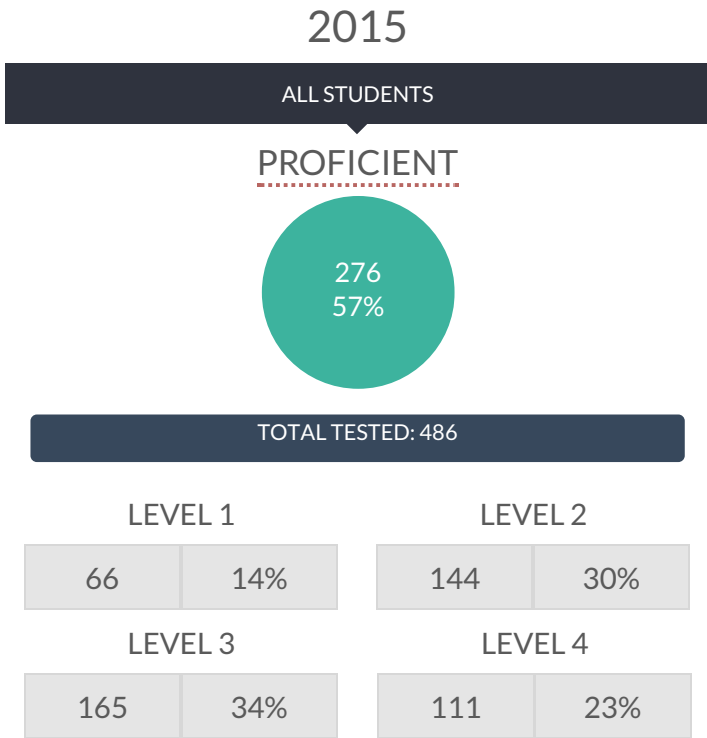 2015
ALL STUDENTS
PROFICIENT
276
57%
TOTAL TESTED: 486
LEVEL 1 LEVEL 2
66 14% 144 30%
LEVEL 3 LEVEL 4
165 34% 111 23%